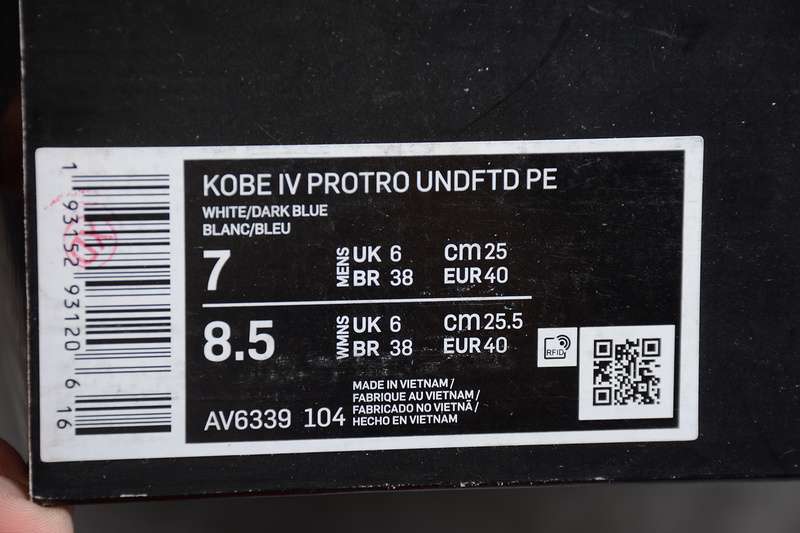 KOBE IV PROTRO UNDFTD PE
WHITE/DARK BLUE
BLANC/BLEU
7 MENS UK 6 cm 25
BR 38 EUR 40
8.5 WMNS UK 6 cm 25.5
BR 38 EUR 40
RFID
MADE IN VIETNAM /
FABRIQUE AU VIETNAM /
FABRICADO NO VIETNÃ /
HECHO EN VIETNAM
AV6339 104
1 93152 93120 6 16